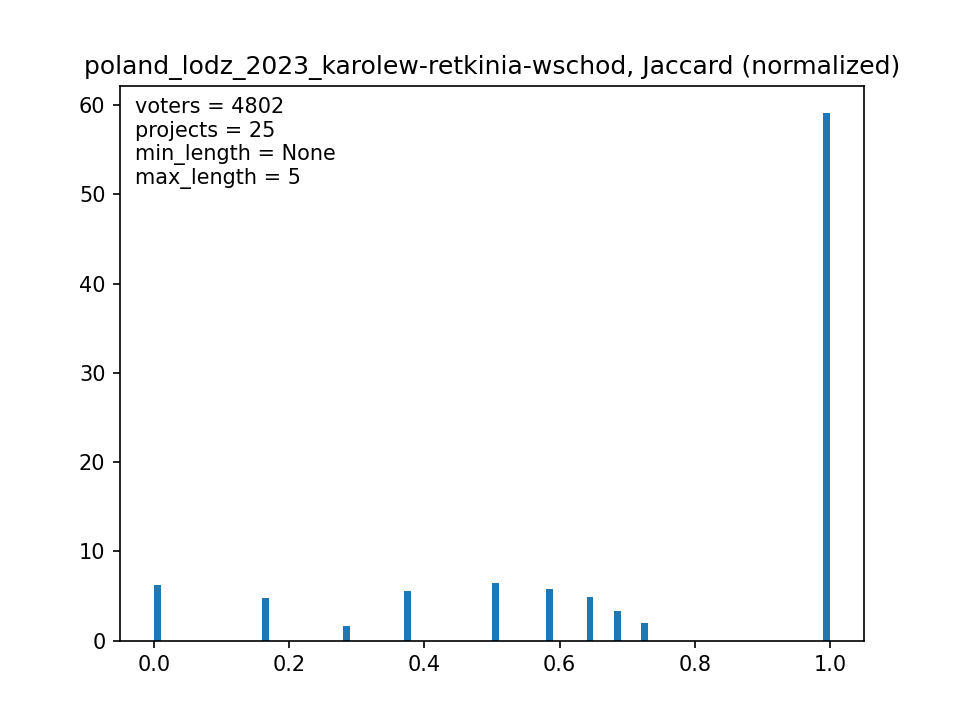 poland_lodz_2023_karolew-retkinia-wschod, Jaccard (normalized)
voters = 4802
projects = 25
min_length = None
max_length = 5
60
50
40
30
20
10
0
0.0 0.2 0.4 0.6 0.8 1.0